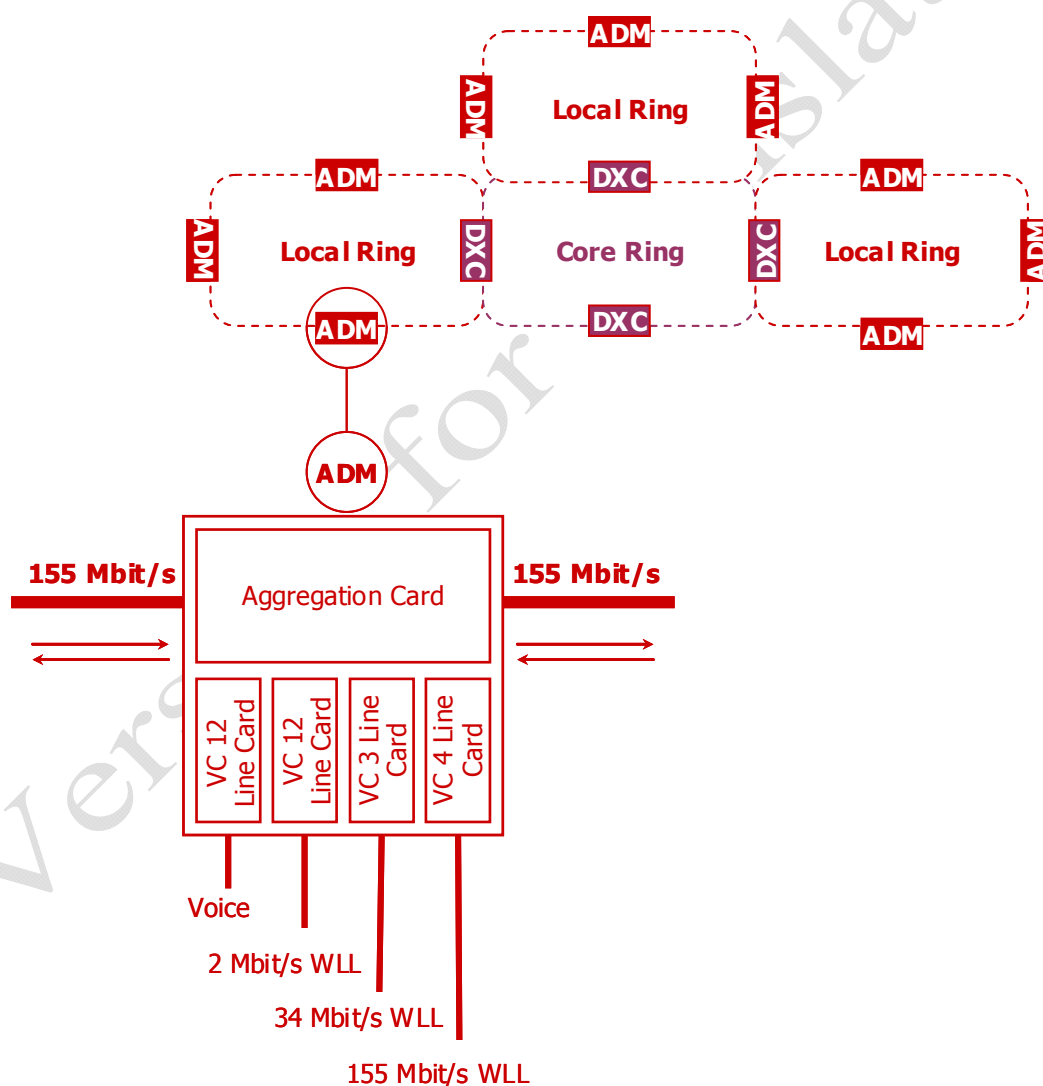 ADM
ADM
ADM
Local Ring
DXC
ADM
ADM
ADM
Local Ring
DXC
Core Ring
DXC
Local Ring
ADM
ADM
DXC
ADM
ADM
155 Mbit/s
155 Mbit/s
Aggregation Card
VC 12
Line Card
VC 12
Line Card
VC 3 Line
Card
VC 4 Line
Card
Voice
2 Mbit/s WLL
34 Mbit/s WLL
155 Mbit/s WLL
for